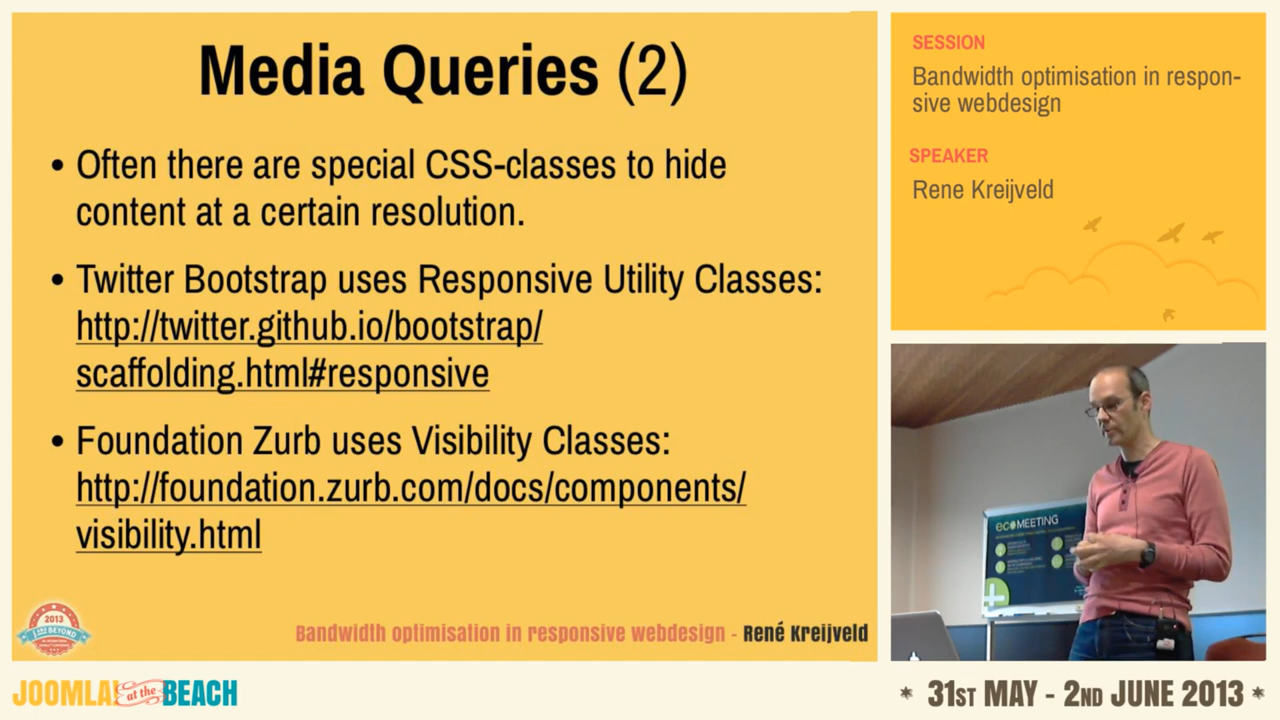 Media Queries (2)
• Often there are special CSS-classes to hide
content at a certain resolution.
• Twitter Bootstrap uses Responsive Utility Classes:
http://twitter.github.io/bootstrap/
scaffolding.html#responsive
• Foundation Zurb uses Visibility Classes:
http://foundation.zurb.com/docs/components/
visibility.html
2013
Bandwidth optimisation in responsive webdesign - René Kreijveld
SESSION
Bandwidth optimisation in respon-
sive webdesign
SPEAKER
Rene Kreijveld
ecoMEETING
JOOMLA! at the BEACH
* 31ST MAY - 2ND JUNE 2013 *